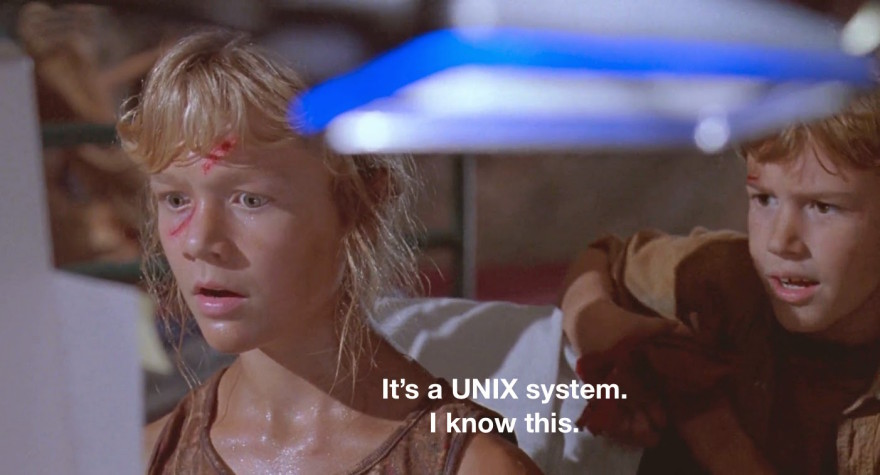 It’s a UNIX system.
I know this.